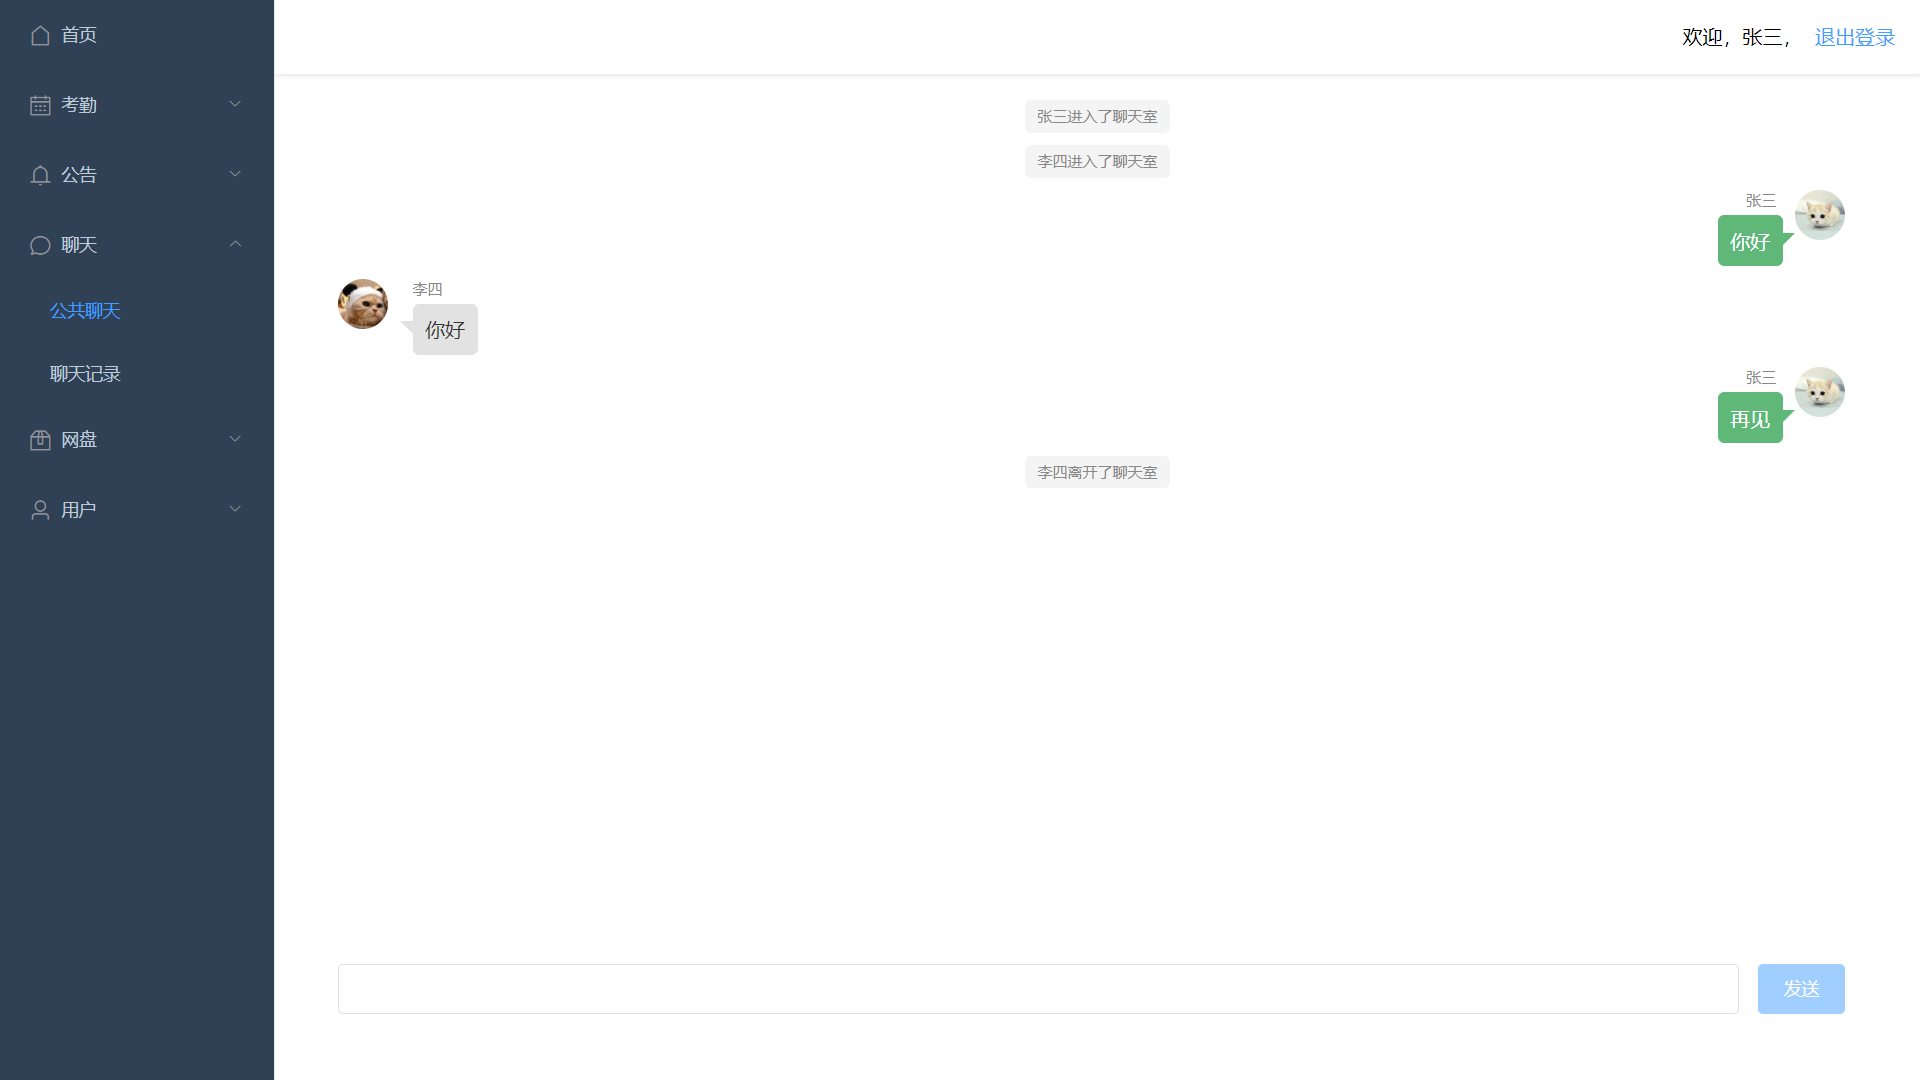 首页
考勤
公告
聊天
公共聊天
聊天记录
网盘
用户
欢迎，张三， 退出登录
张三进入了聊天室
李四进入了聊天室
张三
你好
李四
你好
张三
再见
李四离开了聊天室
发送